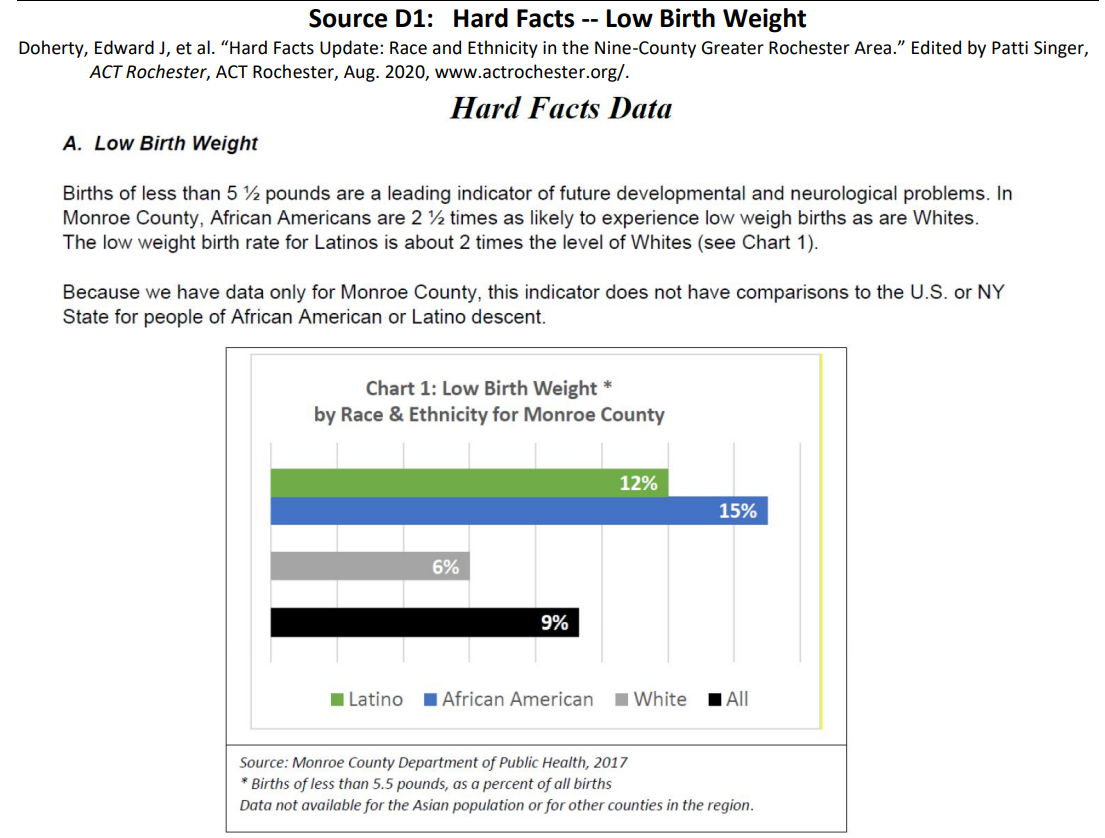 Source D1: Hard Facts -- Low Birth Weight
Doherty, Edward J, et al. “Hard Facts Update: Race and Ethnicity in the Nine-County Greater Rochester Area.” Edited by Patti Singer,
ACT Rochester, ACT Rochester, Aug. 2020, www.actrochester.org/.
Hard Facts Data
A. Low Birth Weight
Births of less than 5 ½ pounds are a leading indicator of future developmental and neurological problems. In
Monroe County, African Americans are 2 ½ times as likely to experience low weigh births as are Whites.
The low weight birth rate for Latinos is about 2 times the level of Whites (see Chart 1).
Because we have data only for Monroe County, this indicator does not have comparisons to the U.S. or NY
State for people of African American or Latino descent.
Chart 1: Low Birth Weight *
by Race & Ethnicity for Monroe County
12%
15%
6%
9%
Latino African American White All
Source: Monroe County Department of Public Health, 2017
* Births of less than 5.5 pounds, as a percent of all births
Data not available for the Asian population or for other counties in the region.